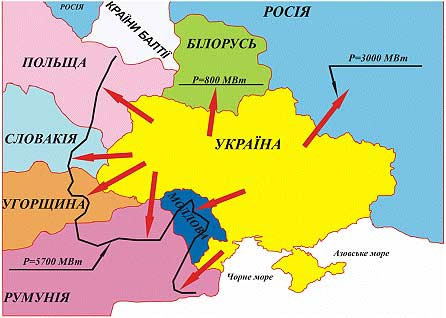 РОСІЯ
КРАЇНИ БАЛТІЇ
РОСІЯ
БІЛОРУСЬ
ПОЛЬЩА
P=3000 МВт
P=800 МВт
СЛОВАКІЯ
УКРАЇНА
УГОРЩИНА
МОЛДОВА
P=5700 МВт
Азовське море
Чорне море
РУМУНІЯ